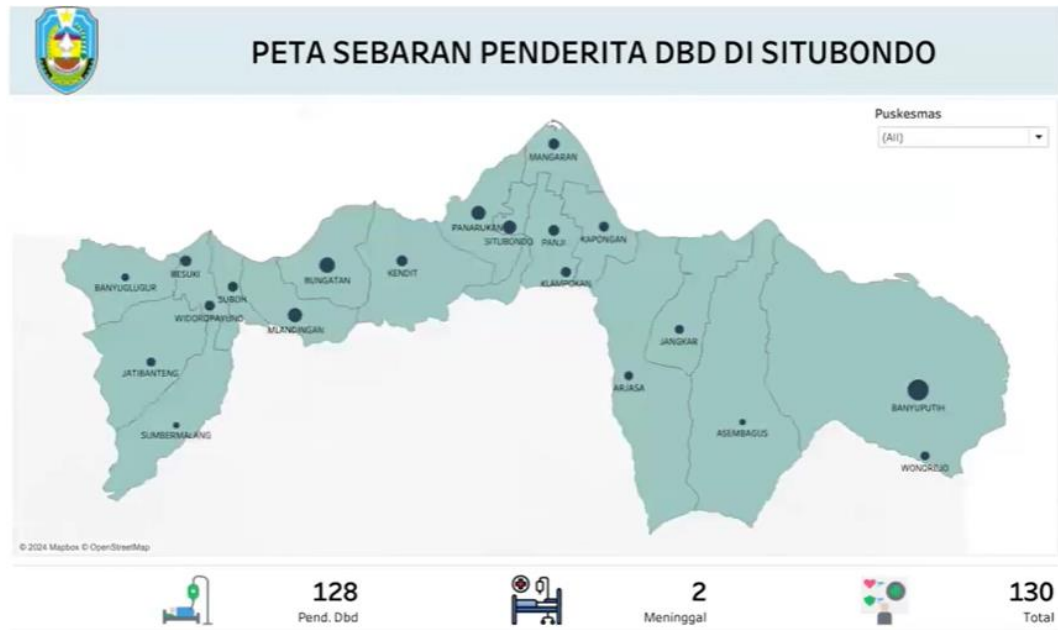 PETA SEBARAN PENDERITA DBD DI SITUBONDO
Puskesmas
(All)
MANGARAN
PANARUKAN
SITUBONDO
PANJI
KAPONGAN
BESUKI
BANYUGLUGUR
BUNGATAN
KENDIT
KLAMPOKAN
SUBOH
WIDOROPAYUNG
MLANDINGAN
JANGKAR
JATIBANTENG
ARJASA
BANYUPUTIH
SUMBERMALANG
ASEMBAGUS
WONOREJO
© 2024 Mapbox © OpenStreetMap
128
Pend. Dbd
2
Meninggal
130
Total